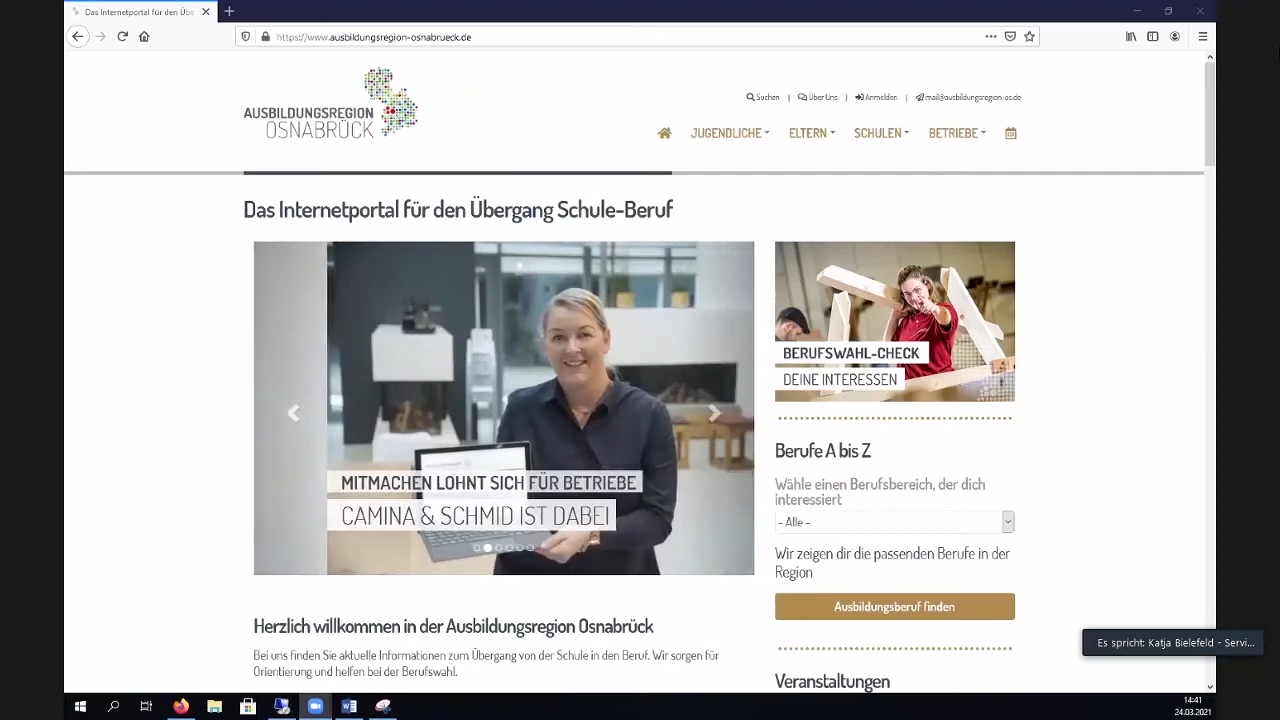 Das Internetportal für den Übe
https://www.ausbildungsregion-osnabrueck.de
Suchen | Über Uns | Anmelden | mail@ausbildungsregion-os.de
AUSBILDUNGSREGION
OSNABRÜCK
JUGENDLICHE ELTERN SCHULEN BETRIEBE
Das Internetportal für den Übergang Schule-Beruf
MITMACHEN LOHNT SICH FÜR BETRIEBE
CAMINA & SCHMID IST DABEI
BERUFSWAHL-CHECK
DEINE INTERESSEN
Berufe A bis Z
Wähle einen Berufsbereich, der dich
interessiert
- Alle -
Wir zeigen dir die passenden Berufe in der
Region
Ausbildungsberuf finden
Herzlich willkommen in der Ausbildungsregion Osnabrück
Bei uns finden Sie aktuelle Informationen zum Übergang von der Schule in den Beruf. Wir sorgen für
Orientierung und helfen bei der Berufswahl.
Es spricht: Katja Bielefeld - Servi...
Veranstaltungen
14:41
24.03.2021